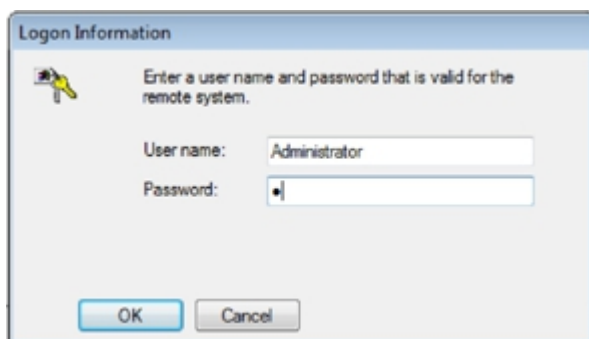 Logon Information
Enter a user name and password that is valid for the
remote system.
User name: Administrator
Password: •
OK Cancel